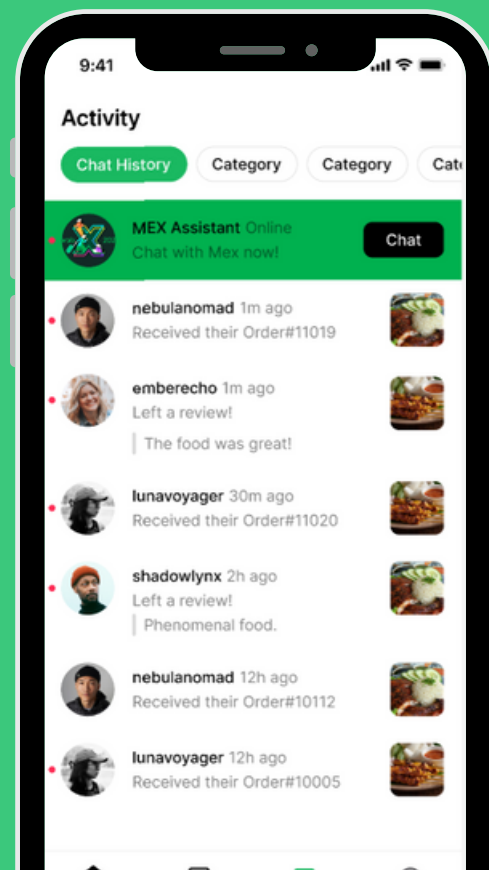 9:41
Activity
Chat History
Category
Category
Cate
MEX Assistant Online
Chat with Mex now!
Chat
nebulanomad 1m ago
Received their Order#11019
emberecho 1m ago
Left a review!
The food was great!
lunavoyager 30m ago
Received their Order#11020
shadowlynx 2h ago
Left a review!
Phenomenal food.
nebulanomad 12h ago
Received their Order#10112
lunavoyager 12h ago
Received their Order#10005